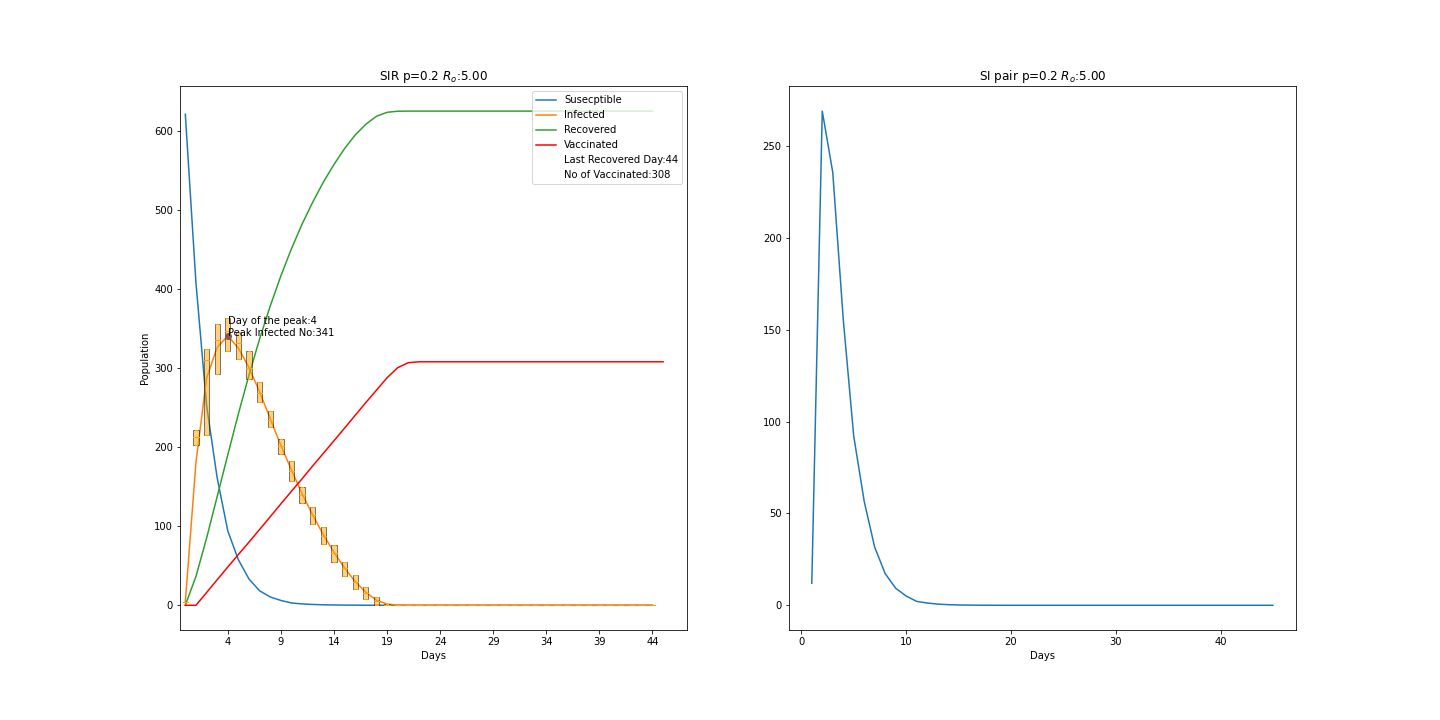 SIR p=0.2 Ro:5.00
Susecptible
Infected
Recovered
Vaccinated
Last Recovered Day:44
No of Vaccinated:308
Day of the peak:4
Peak Infected No:341
Population
600
500
400
300
200
100
0
4 9 14 19 24 29 34 39 44
Days
SI pair p=0.2 Ro:5.00
250
200
150
100
50
0
0 10 20 30 40
Days